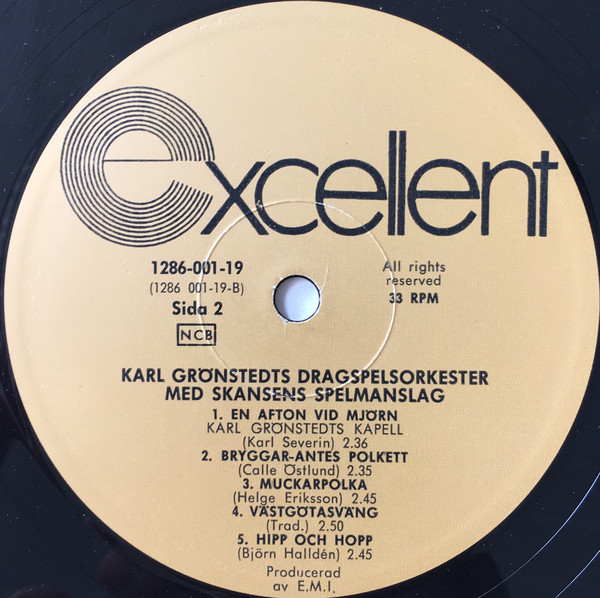 excellent
1286-001-19
(1286 001-19-B)
Sida 2
NCB
All rights
reserved
33 RPM
KARL GRÖNSTEDTS DRAGSPELSORKESTER
MED SKANSENS SPELMANSLAG
1. EN AFTON VID MJÖRN
KARL GRÖNSTEDTS KAPELL
(Karl Severin) 2.36
2. BRYGGAR-ANTES POLKETT
(Calle Östlund) 2.35
3. MUCKARPOLKA
(Helge Eriksson) 2.45
4. VÄSTGÖTASVÄNG
(Trad.) 2.50
5. HIPP OCH HOPP
(Björn Halldén) 2.45
Producerad
av E.M.I.